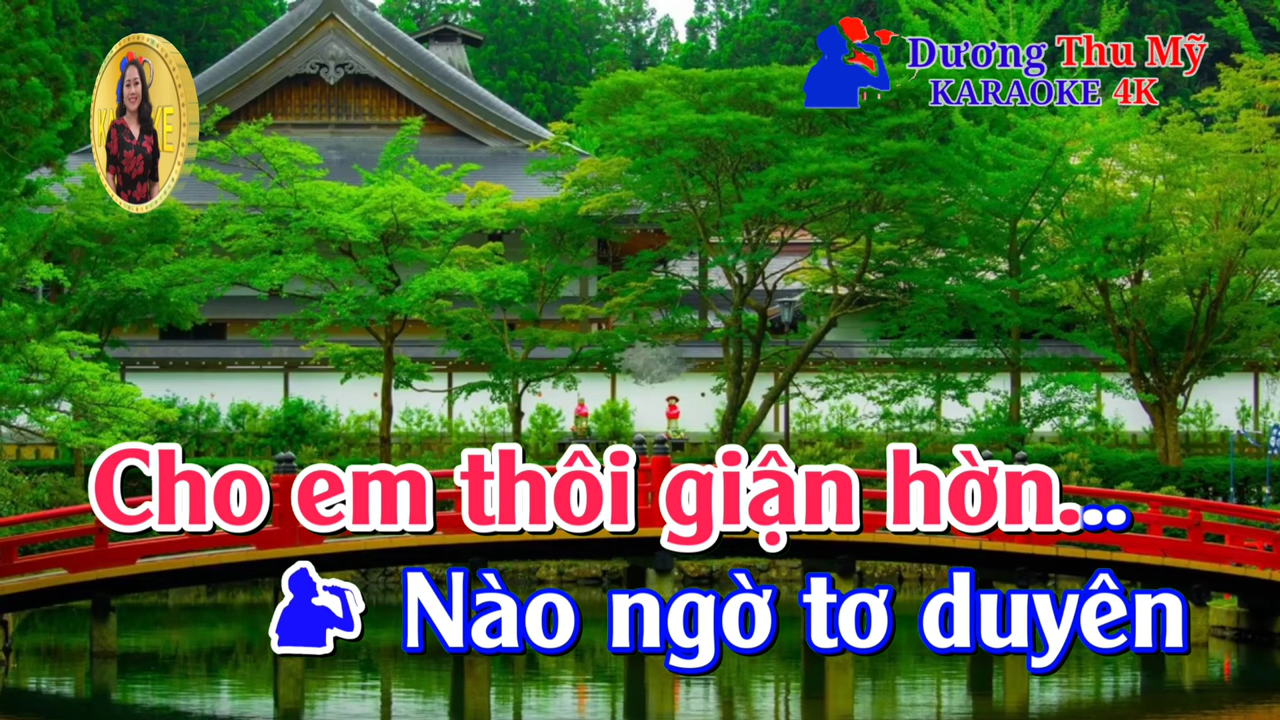 Dương Thu Mỹ
KARAOKE 4K
Cho em thôi giận hờn...
Nào ngờ tơ duyên